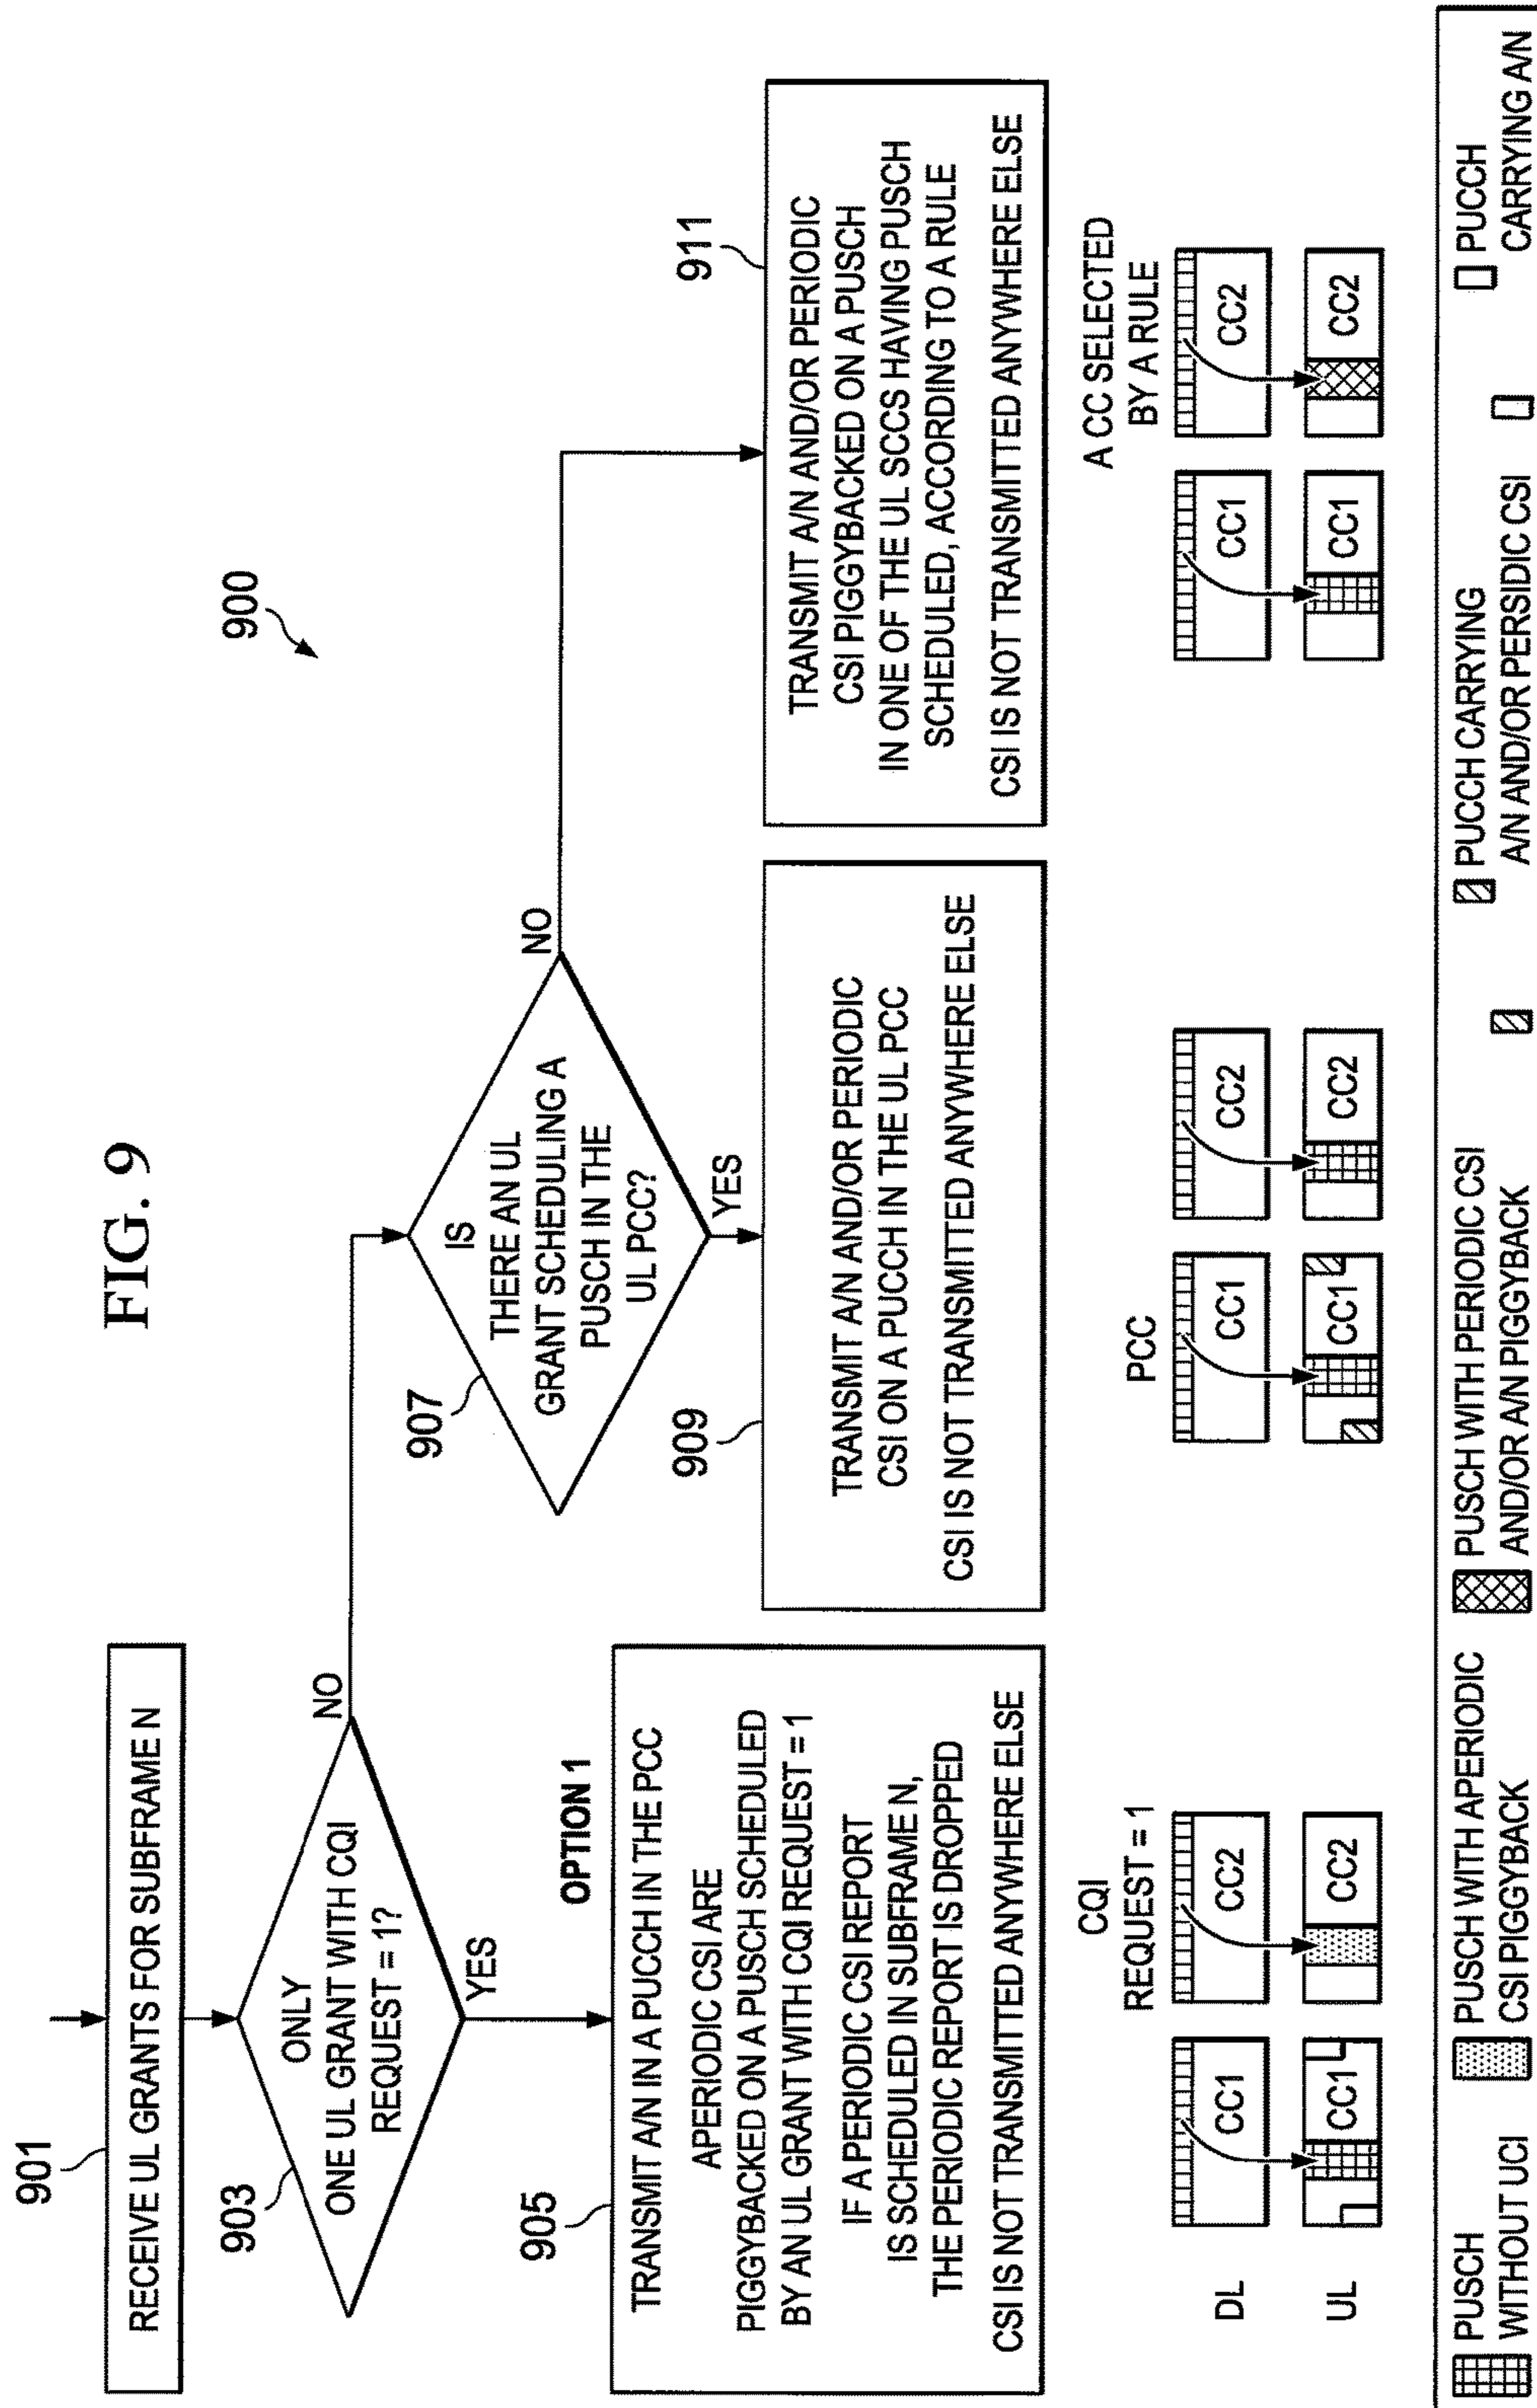 FIG. 9
900
901
RECEIVE UL GRANTS FOR SUBFRAME N
903
ONLY
ONE UL GRANT WITH CQI
REQUEST = 1?
NO
YES
907
IS
THERE AN UL
GRANT SCHEDULING A
PUSCH IN THE
UL PCC?
NO
YES
905
OPTION 1
TRANSMIT A/N IN A PUCCH IN THE PCC
APERIODIC CSI ARE
PIGGYBACKED ON A PUSCH SCHEDULED
BY AN UL GRANT WITH CQI REQUEST = 1
IF A PERIODIC CSI REPORT
IS SCHEDULED IN SUBFRAME N,
THE PERIODIC REPORT IS DROPPED
CSI IS NOT TRANSMITTED ANYWHERE ELSE
909
TRANSMIT A/N AND/OR PERIODIC
CSI ON A PUCCH IN THE UL PCC
CSI IS NOT TRANSMITTED ANYWHERE ELSE
911
TRANSMIT A/N AND/OR PERIODIC
CSI PIGGYBACKED ON A PUSCH
IN ONE OF THE UL SCCS HAVING PUSCH
SCHEDULED, ACCORDING TO A RULE
CSI IS NOT TRANSMITTED ANYWHERE ELSE
CQI
REQUEST = 1
PCC
A CC SELECTED
BY A RULE
DL
CC1
CC2
CC1
CC2
CC1
CC2
UL
CC1
CC2
CC1
CC2
CC1
CC2
PUSCH
WITHOUT UCI
PUSCH WITH APERIODIC
CSI PIGGYBACK
PUSCH WITH PERIODIC CSI
AND/OR A/N PIGGYBACK
PUCCH CARRYING
A/N AND/OR PERSIDIC CSI
PUCCH
CARRYING A/N